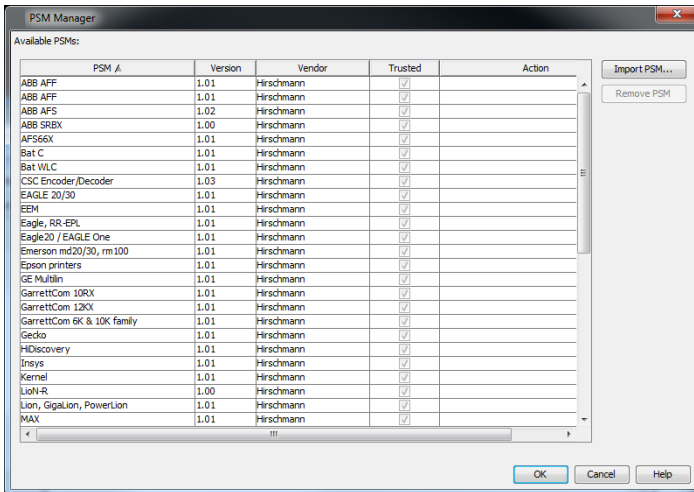 PSM Manager
Available PSMs:
PSM Version Vendor Trusted Action
ABB AFF 1.01 Hirschmann
ABB AFF 1.01 Hirschmann
ABB AFS 1.02 Hirschmann
ABB SRBX 1.00 Hirschmann
AFS66X 1.01 Hirschmann
Bat C 1.01 Hirschmann
Bat WLC 1.01 Hirschmann
CSC Encoder/Decoder 1.03 Hirschmann
EAGLE 20/30 1.01 Hirschmann
EEM 1.01 Hirschmann
Eagle, RR-EPL 1.01 Hirschmann
Eagle20 / EAGLE One 1.01 Hirschmann
Emerson md20/30, rm100 1.01 Hirschmann
Epson printers 1.01 Hirschmann
GE Multilin 1.01 Hirschmann
GarrettCom 10RX 1.01 Hirschmann
GarrettCom 12KX 1.01 Hirschmann
GarrettCom 6K & 10K family 1.01 Hirschmann
Gecko 1.01 Hirschmann
HiDiscovery 1.01 Hirschmann
Insys 1.01 Hirschmann
Kernel 1.01 Hirschmann
LioN-R 1.00 Hirschmann
Lion, GigaLion, PowerLion 1.01 Hirschmann
MAX 1.01 Hirschmann
Import PSM...
Remove PSM
OK Cancel Help